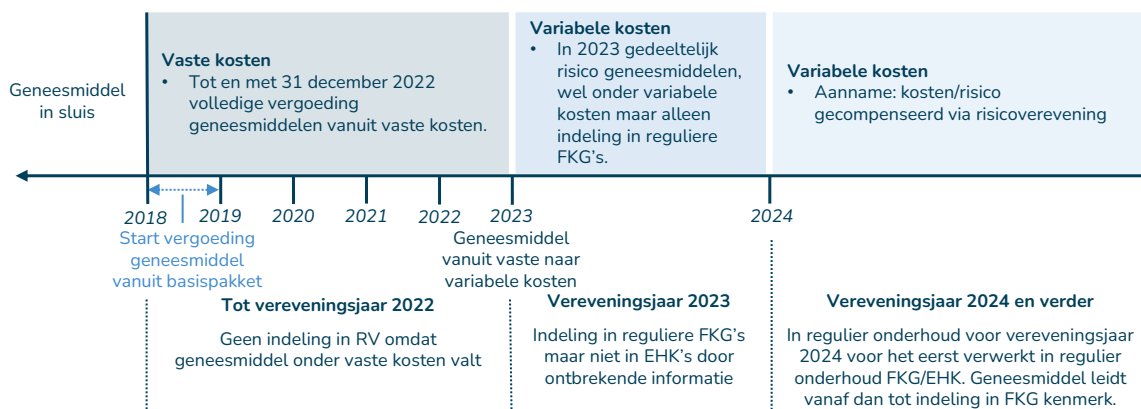 Geneesmiddel
in sluis
Vaste kosten
• Tot en met 31 december 2022
volledige vergoeding
geneesmiddelen vanuit vaste kosten.
Variabele kosten
• In 2023 gedeeltelijk
risico geneesmiddelen,
wel onder variabele
kosten maar alleen
indeling in reguliere
FKG's.
Variabele kosten
• Aanname: kosten/risico
gecompenseerd via risicoverevening
2018
2019
2020
2021
2022
2023
2024
Start vergoeding
geneesmiddel
vanuit basispakket
Geneesmiddel
vanuit vaste naar
variabele kosten
Tot vereveningsjaar 2022
Geen indeling in RV omdat
geneesmiddel onder vaste kosten valt
Vereveningsjaar 2023
Indeling in reguliere FKG's
maar niet in EHK's door
ontbrekende informatie
Vereveningsjaar 2024 en verder
In regulier onderhoud voor vereveningsjaar
2024 voor het eerst verwerkt in regulier
onderhoud FKG/EHK. Geneesmiddel leidt
vanaf dan tot indeling in FKG kenmerk.